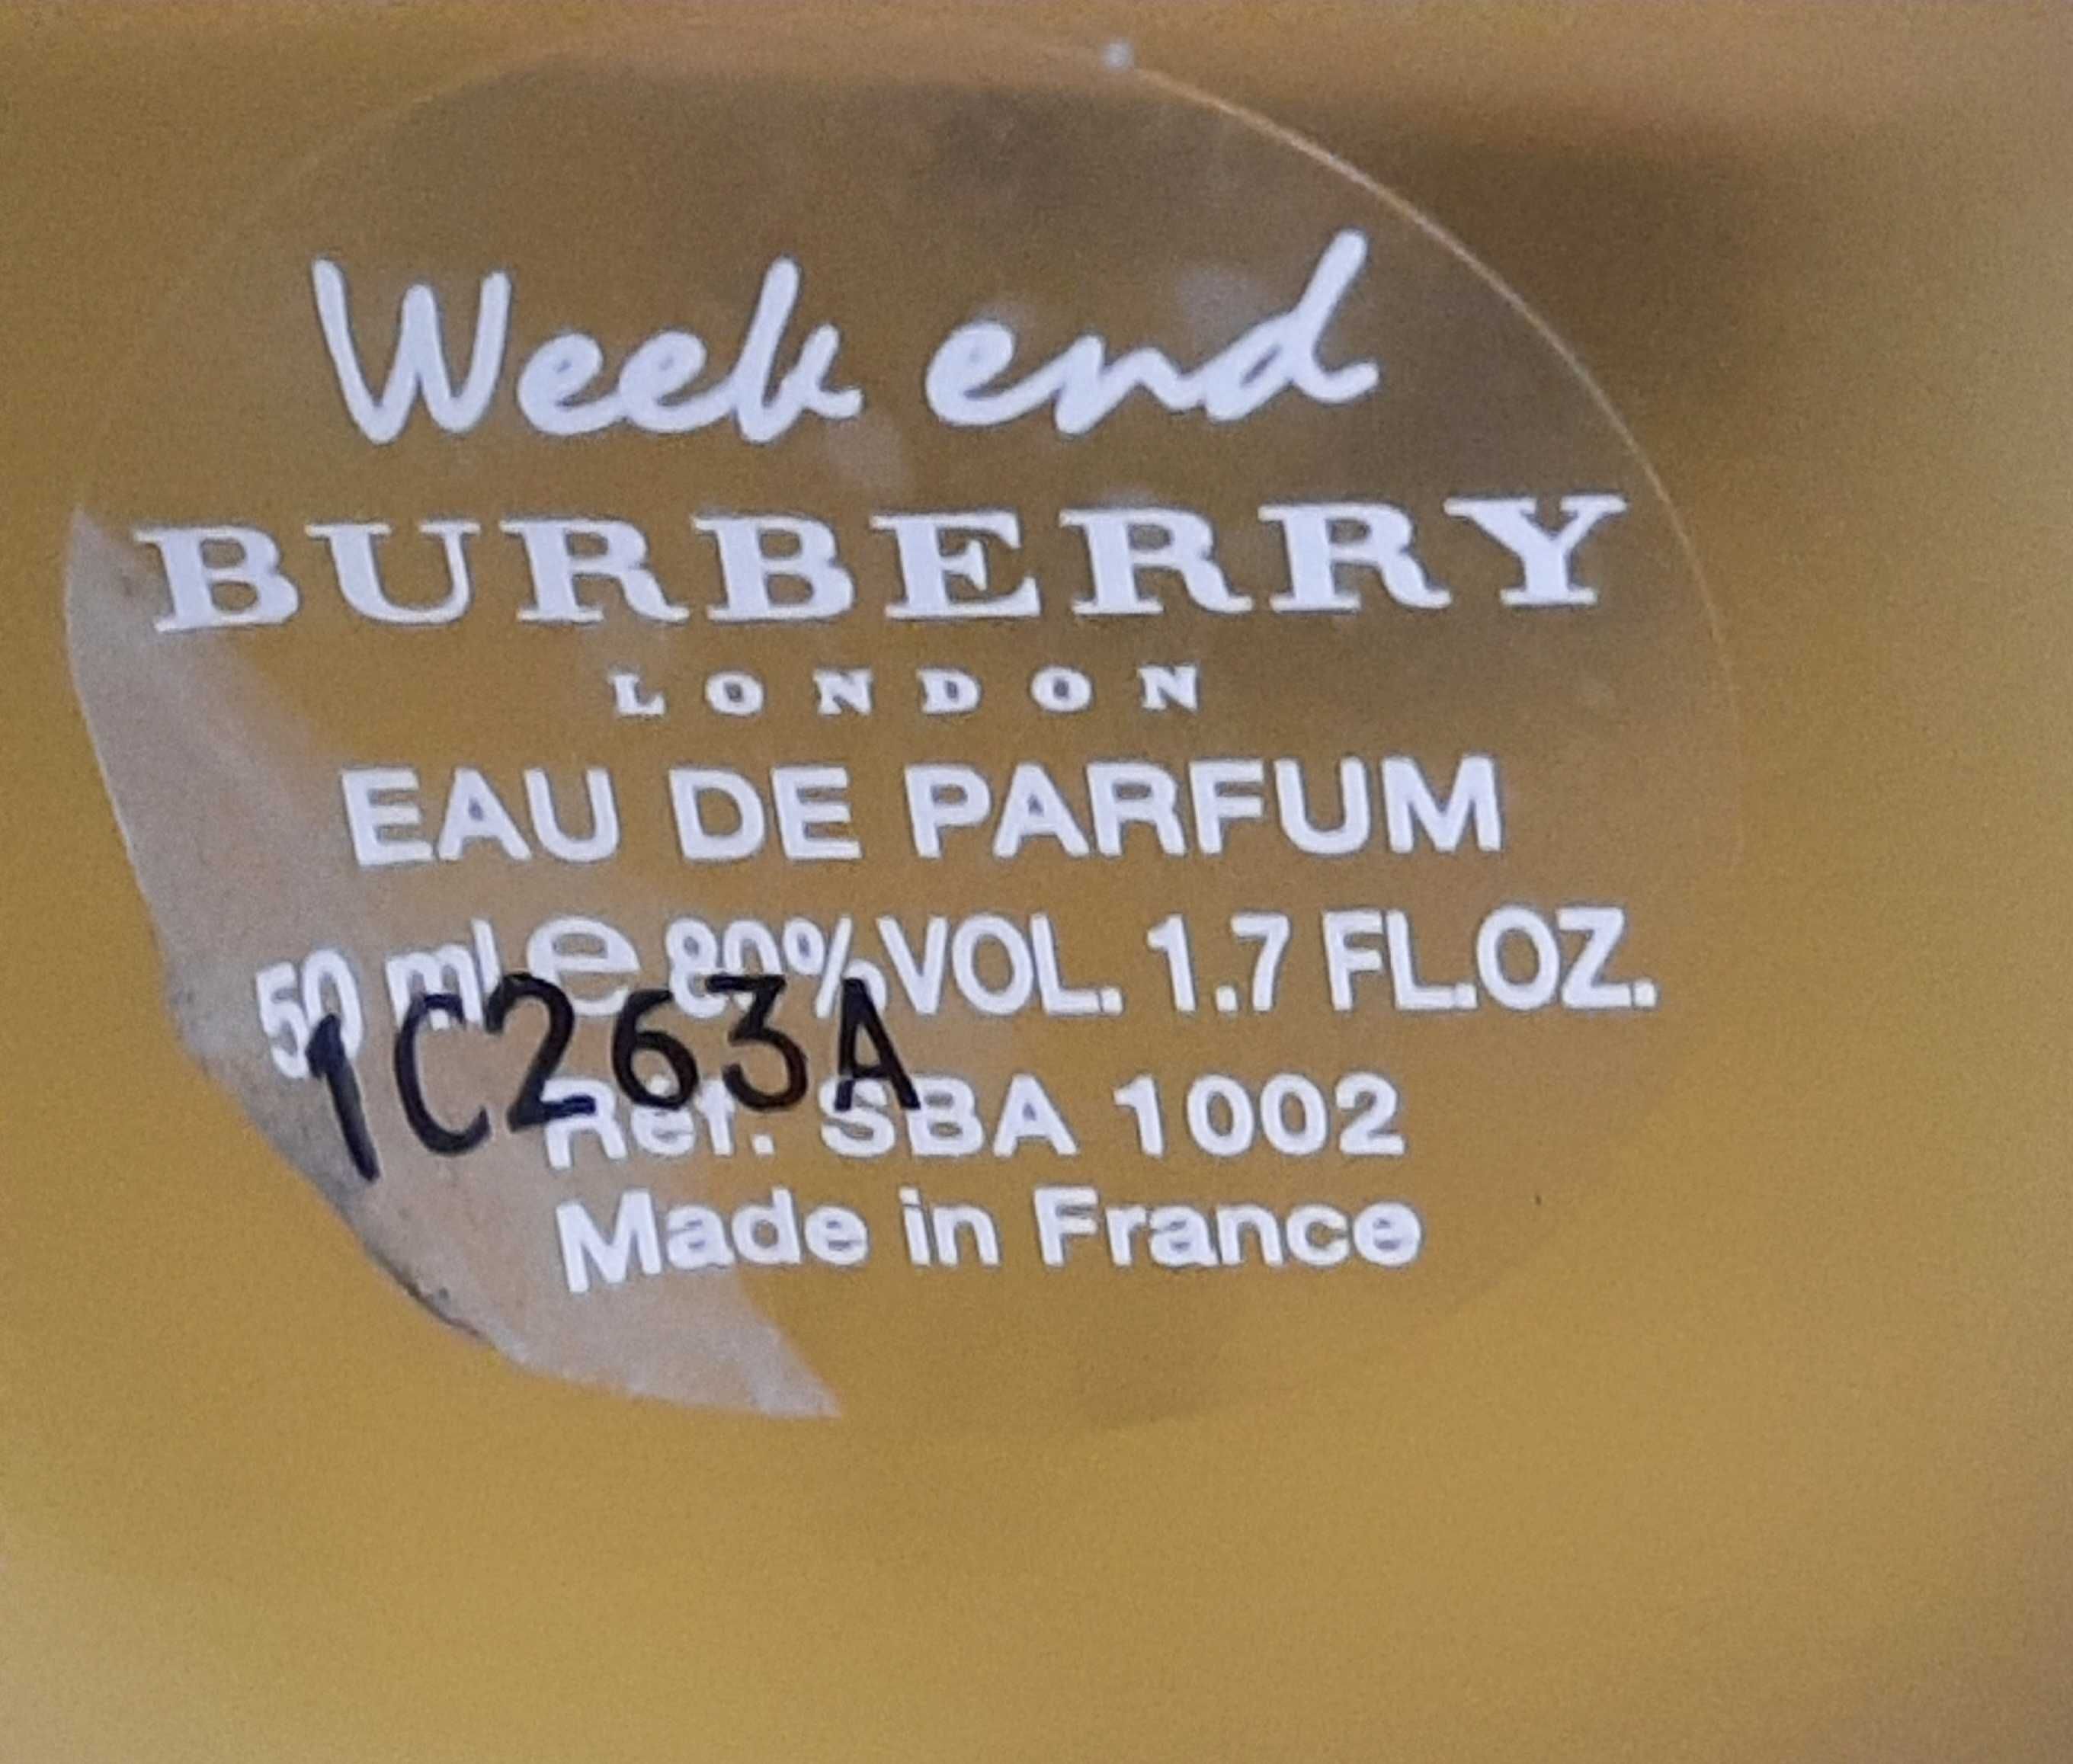 Week end
BURBERRY
LONDON
EAU DE PARFUM
50 ml e 80% VOL. 1.7 FL.OZ.
1C263A
Ref. SBA 1002
Made in France